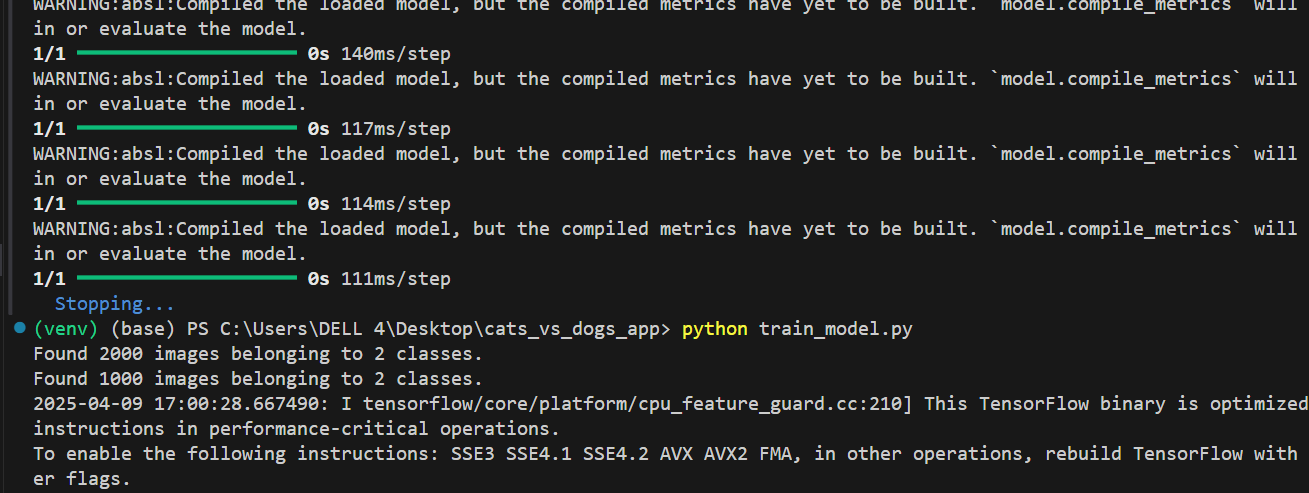 WARNING:absl:Compiled the loaded model, but the compiled metrics have yet to be built. `model.compile_metrics` will
in or evaluate the model.
1/1 0s 140ms/step
WARNING:absl:Compiled the loaded model, but the compiled metrics have yet to be built. `model.compile_metrics` will
in or evaluate the model.
1/1 0s 117ms/step
WARNING:absl:Compiled the loaded model, but the compiled metrics have yet to be built. `model.compile_metrics` will
in or evaluate the model.
1/1 0s 114ms/step
WARNING:absl:Compiled the loaded model, but the compiled metrics have yet to be built. `model.compile_metrics` will
in or evaluate the model.
1/1 0s 111ms/step
Stopping...
(venv) (base) PS C:\Users\DELL 4\Desktop\cats_vs_dogs_app> python train_model.py
Found 2000 images belonging to 2 classes.
Found 1000 images belonging to 2 classes.
2025-04-09 17:00:28.667490: I tensorflow/core/platform/cpu_feature_guard.cc:210] This TensorFlow binary is optimized
instructions in performance-critical operations.
To enable the following instructions: SSE3 SSE4.1 SSE4.2 AVX AVX2 FMA, in other operations, rebuild TensorFlow with
er flags.